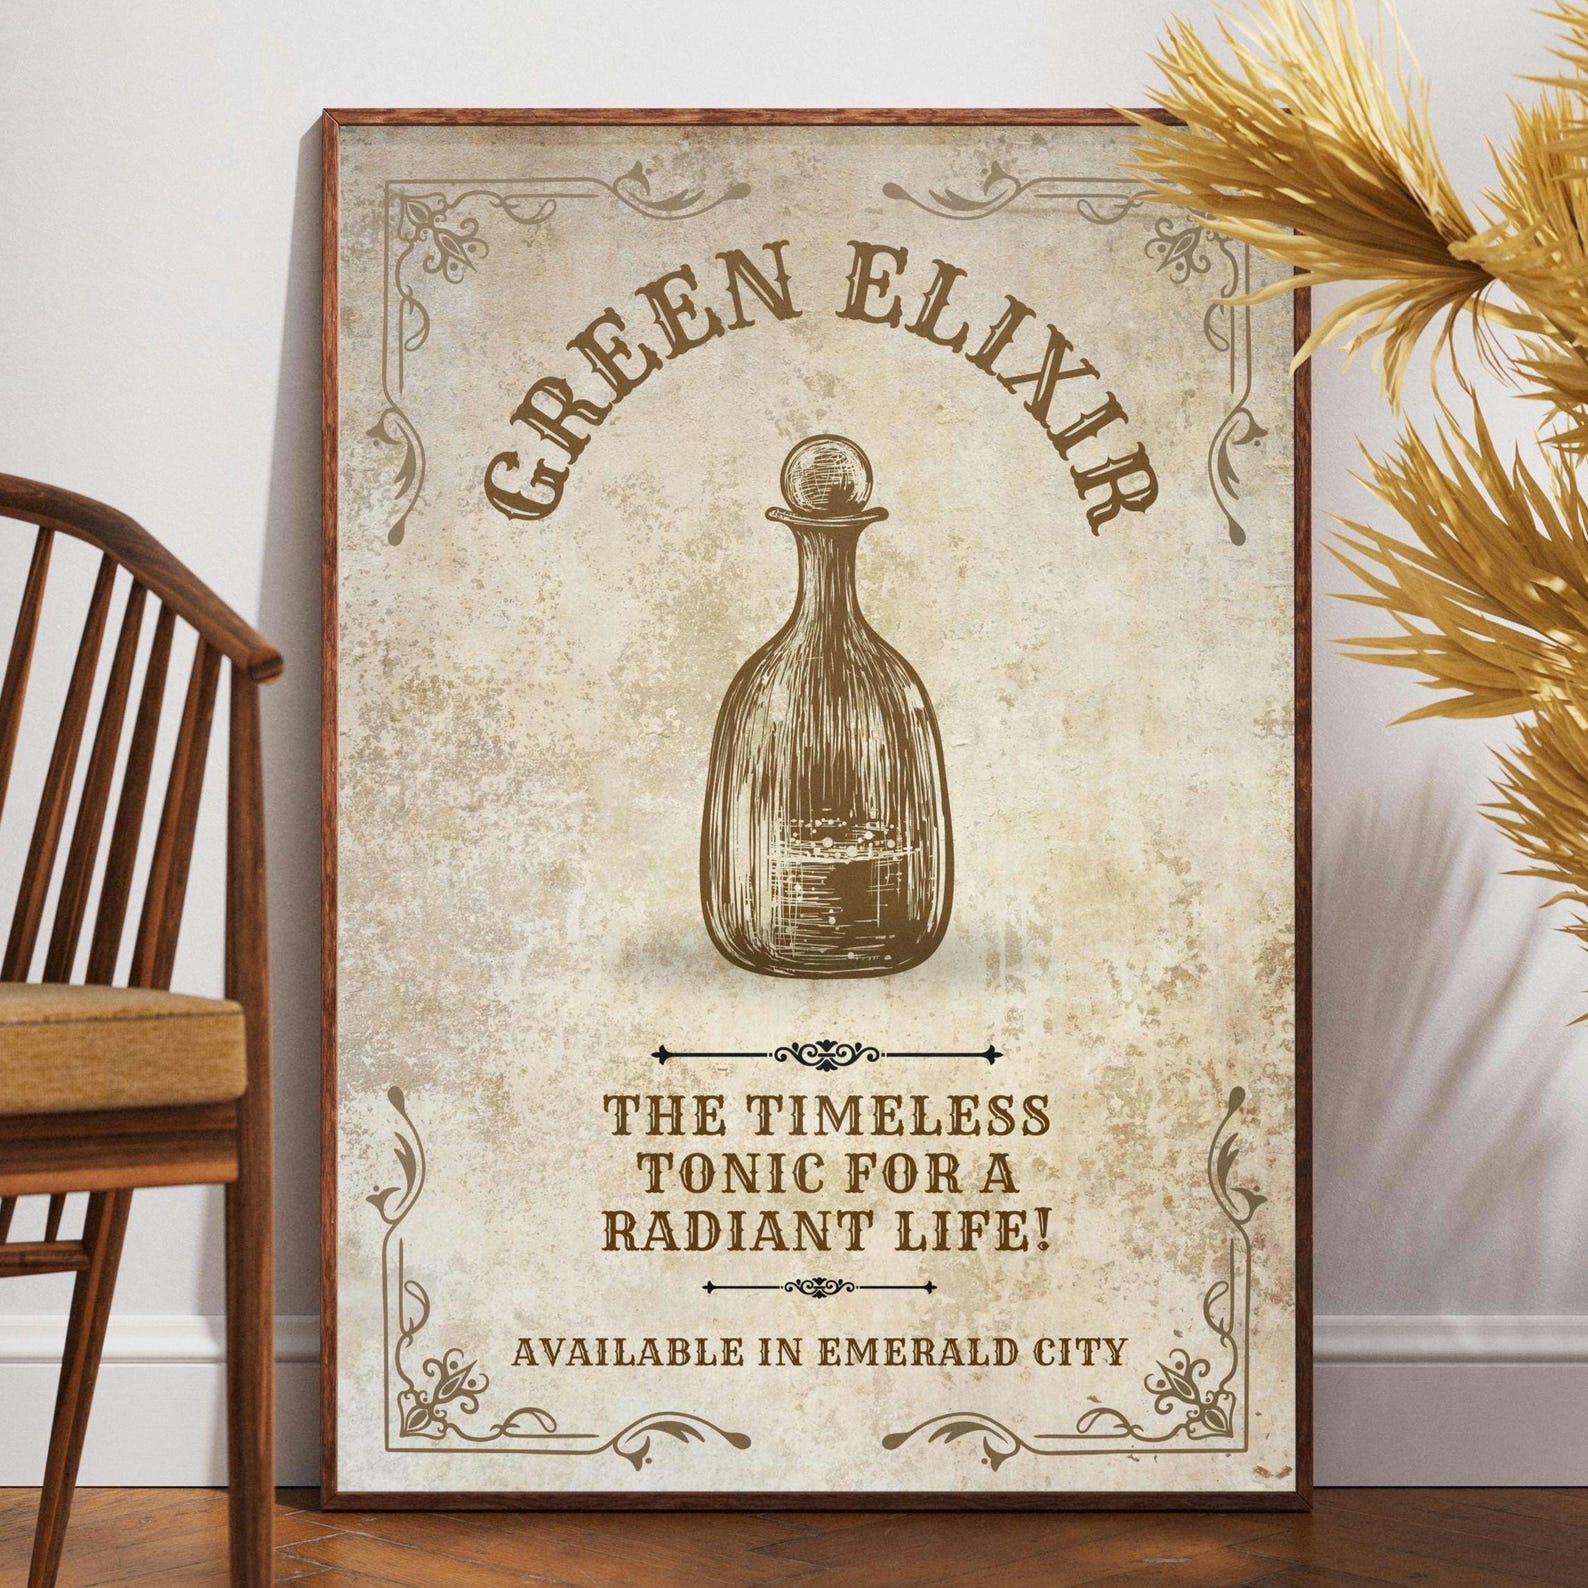 GREEN ELIXIR
THE TIMELESS
TONIC FOR A
RADIANT LIFE!
AVAILABLE IN EMERALD CITY